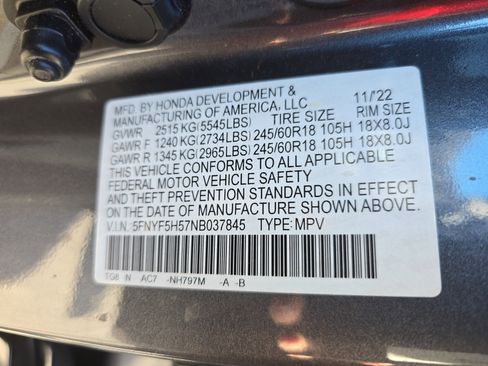 MFD. BY HONDA DEVELOPMENT &
MANUFACTURING OF AMERICA, LLC 11/'22
GVWR 2515 KG(5545LBS) TIRE SIZE RIM SIZE
GAWR F 1240 KG(2734LBS) 245/60R18 105H 18X8.0J
GAWR R 1345 KG(2965LBS) 245/60R18 105H 18X8.0J
THIS VEHICLE CONFORMS TO ALL APPLICABLE
FEDERAL MOTOR VEHICLE SAFETY
AND THEFT PREVENTION STANDARDS IN EFFECT
ON THE DATE OF MANUFACTURE SHOWN ABOVE.
V.I.N.: 5FNYF5H57NB037845 TYPE: MPV
TG8 N AC7 -NH797M -A -B